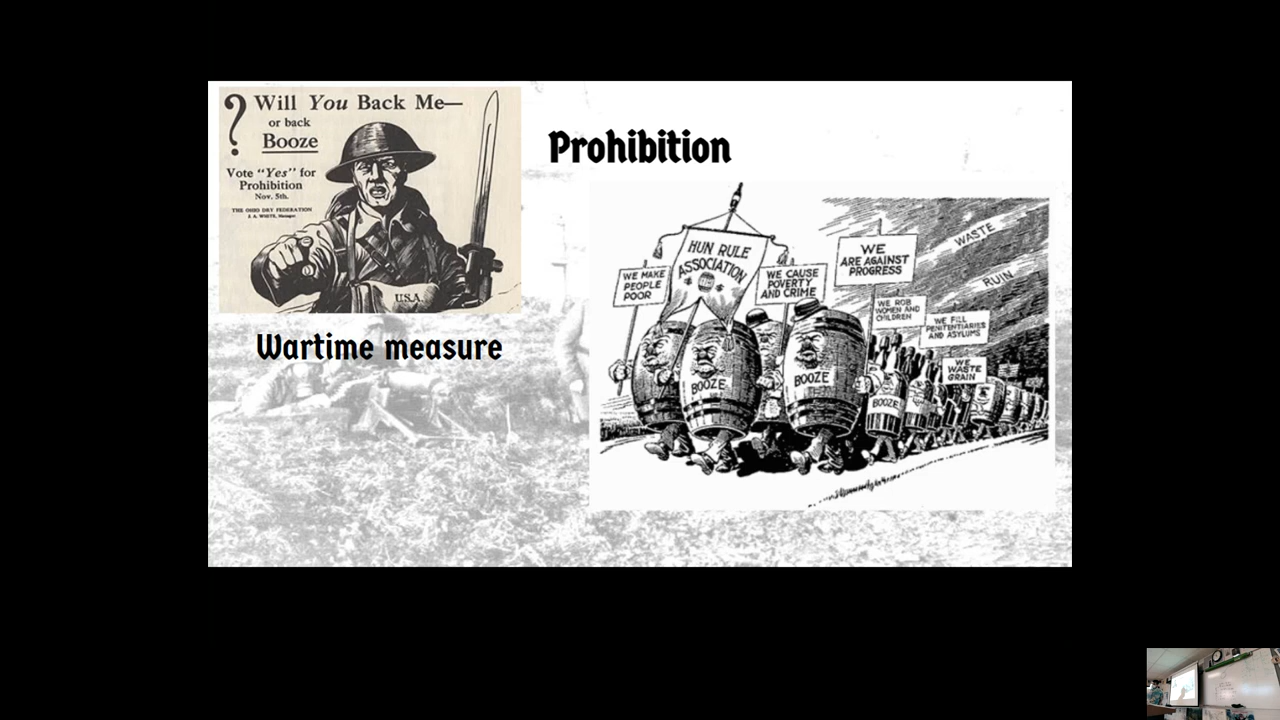 ? Will You Back Me—
or back
Booze
Vote "Yes" for
Prohibition
Nov. 5th.
THE OHIO DRY FEDERATION
J. A. WHITE, Manager
U.S.A.
Wartime measure
Prohibition
HUN RULE
ASSOCIATION
WE MAKE
PEOPLE
POOR
WE CAUSE
POVERTY
AND CRIME
WE
ARE AGAINST
PROGRESS
WE ROB
WOMEN AND
CHILDREN
WE FILL
PENITENTIARIES
AND ASYLUMS
WE
WASTE
GRAIN
WASTE
RUIN
BOOZE
BOOZE
BOOZE